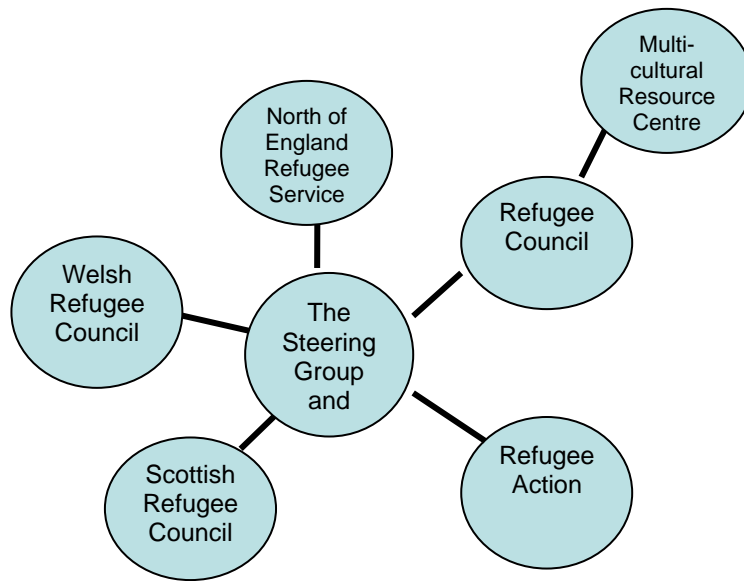 Multi-
cultural
Resource
Centre
North of
England
Refugee
Service
Refugee
Council
Welsh
Refugee
Council
The
Steering
Group
and
Scottish
Refugee
Council
Refugee
Action